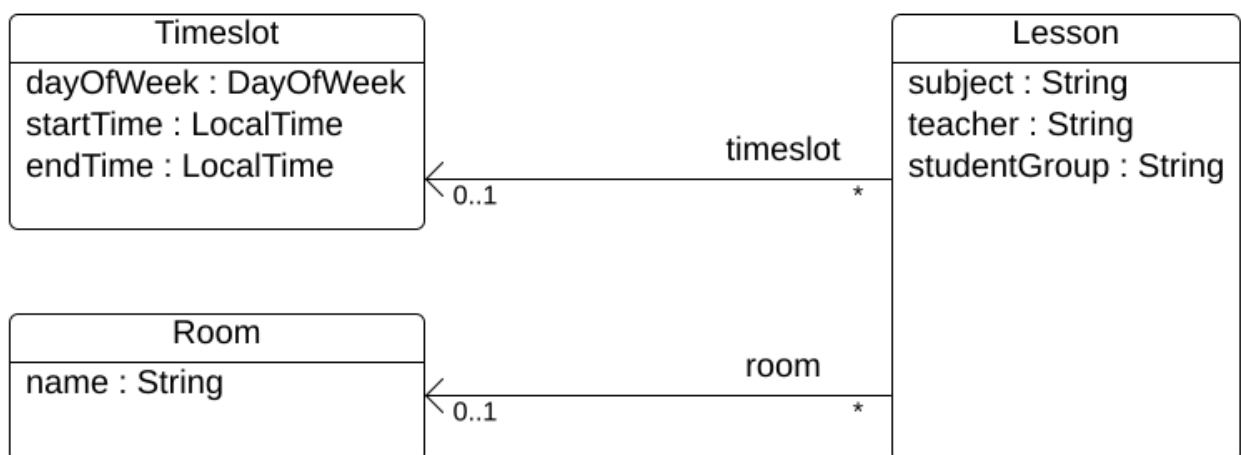 Timeslot
dayOfWeek : DayOfWeek
startTime : LocalTime
endTime : LocalTime
timeslot
0..1
*
Lesson
subject : String
teacher : String
studentGroup : String
Room
name : String
room
0..1
*